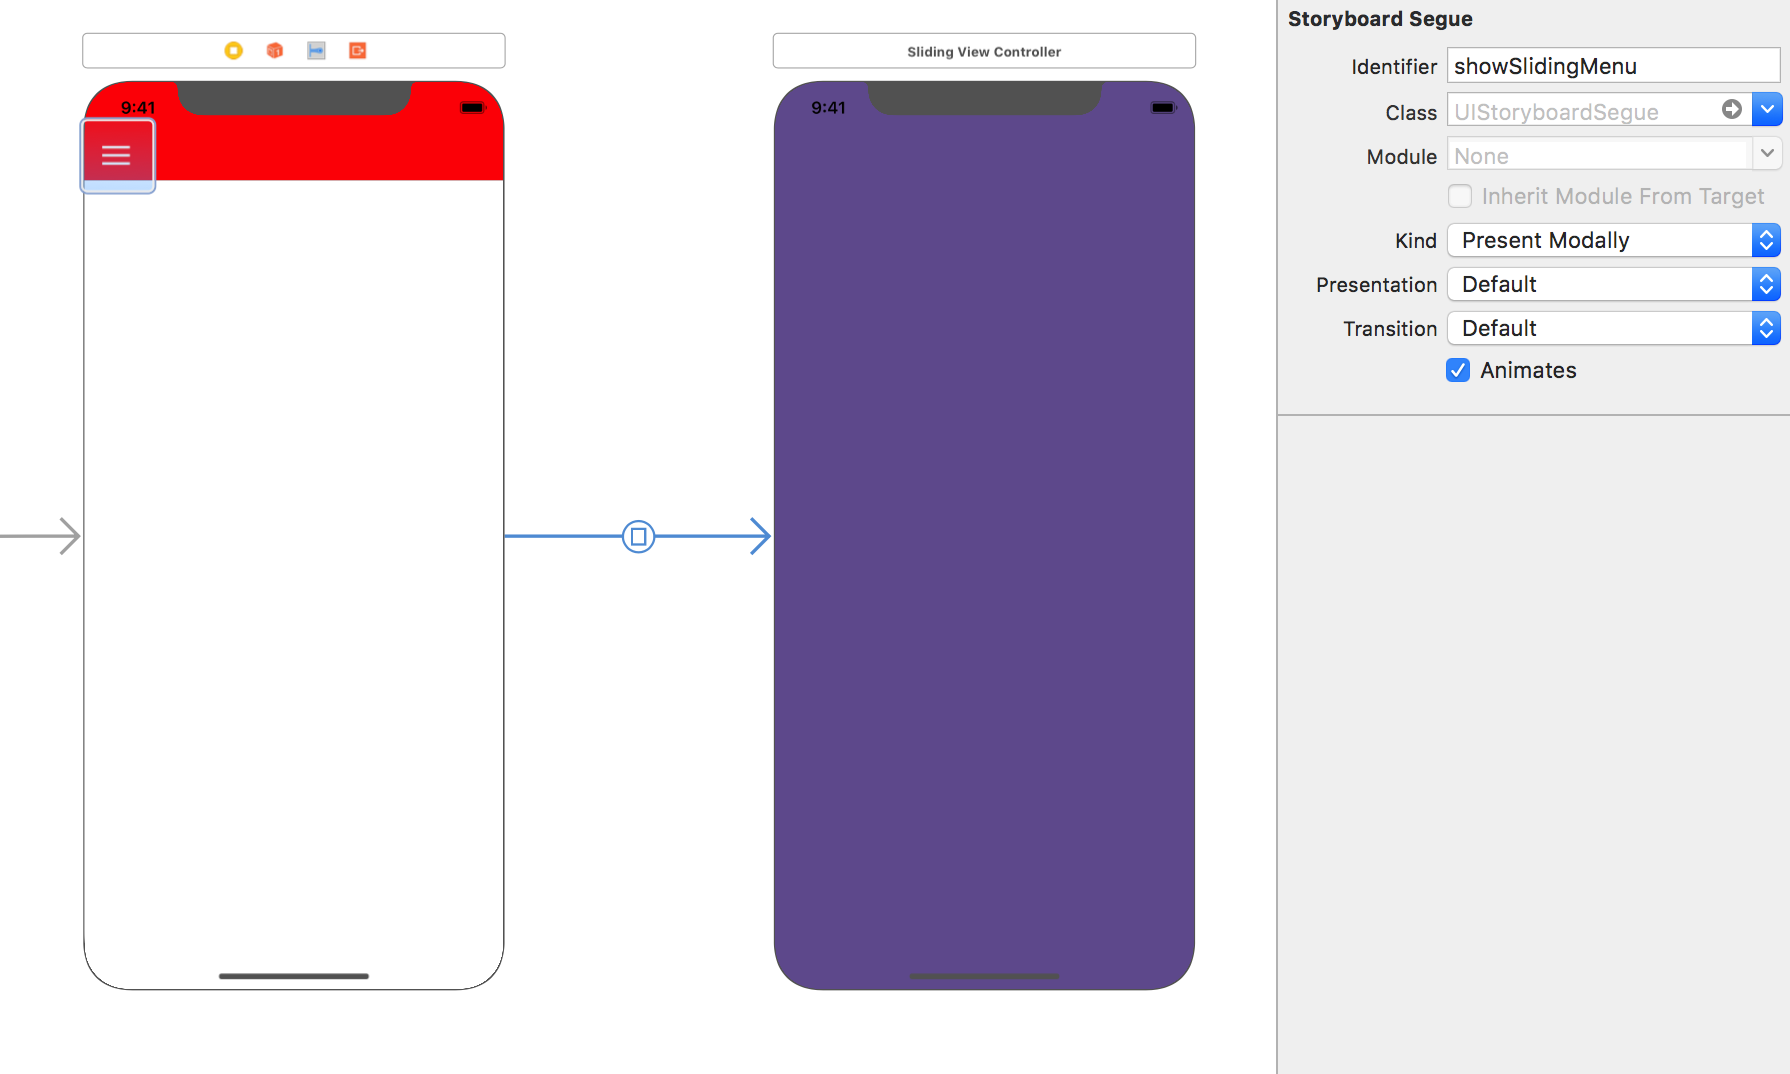 Sliding View Controller
9:41
9:41
Storyboard Segue
Identifier showSlidingMenu
Class UIStoryboardSegue
Module None
Inherit Module From Target
Kind Present Modally
Presentation Default
Transition Default
Animates